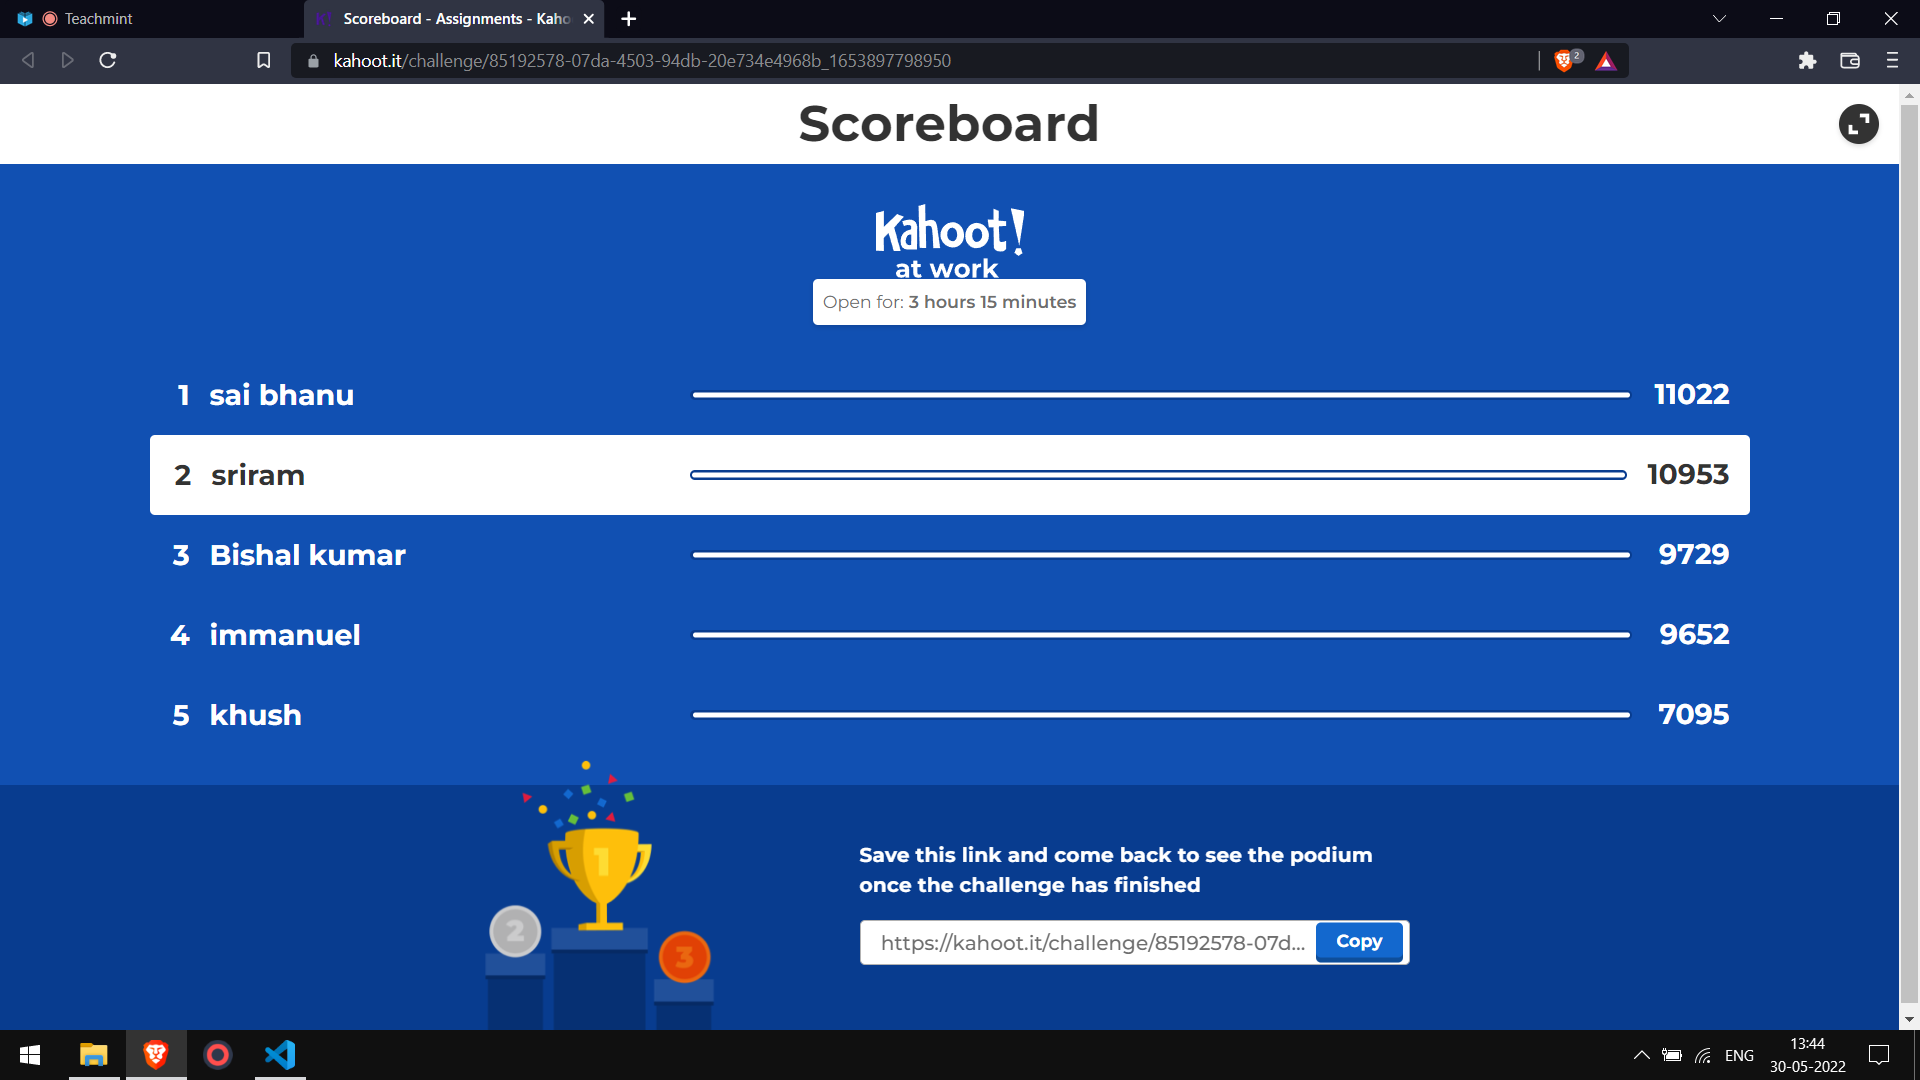 Teachmint
Scoreboard - Assignments - Kaho
kahoot.it/challenge/85192578-07da-4503-94db-20e734e4968b_1653897798950
2
Scoreboard
Kahoot!
at work
Open for: 3 hours 15 minutes
1 sai bhanu 11022
2 sriram 10953
3 Bishal kumar 9729
4 immanuel 9652
5 khush 7095
1
2
3
Save this link and come back to see the podium
once the challenge has finished
https://kahoot.it/challenge/85192578-07d... Copy
ENG
13:44
30-05-2022